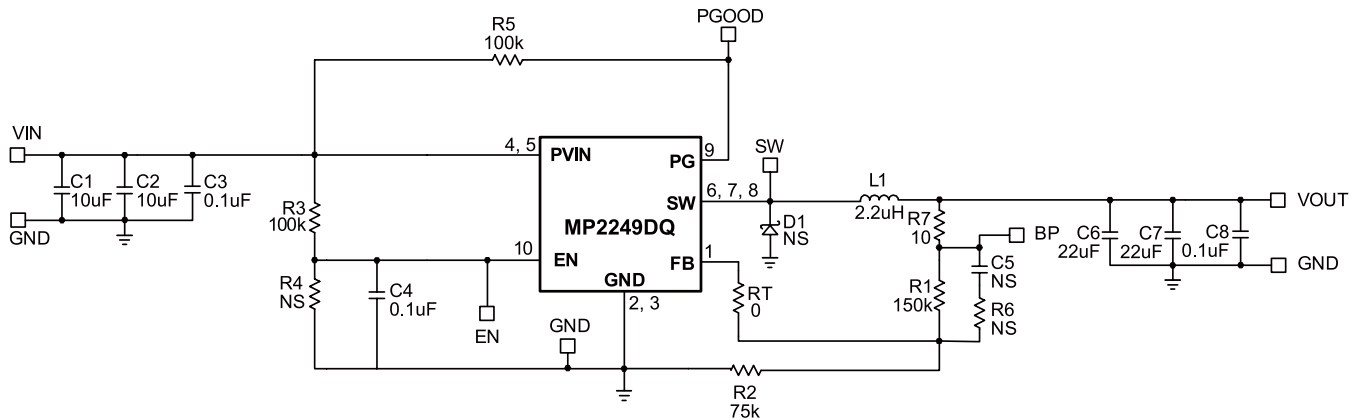 PGOOD
R5
100k
VIN
4, 5
PVIN
PG
9
SW
C1
10uF
C2
10uF
C3
0.1uF
GND
R3
100k
SW
6, 7, 8
L1
2.2uH
VOUT
MP2249DQ
D1
NS
R7
10
BP
C6
22uF
C7
22uF
C8
0.1uF
GND
10
EN
FB
1
C5
NS
R4
NS
C4
0.1uF
GND
2, 3
RT
0
R1
150k
R6
NS
EN
GND
R2
75k